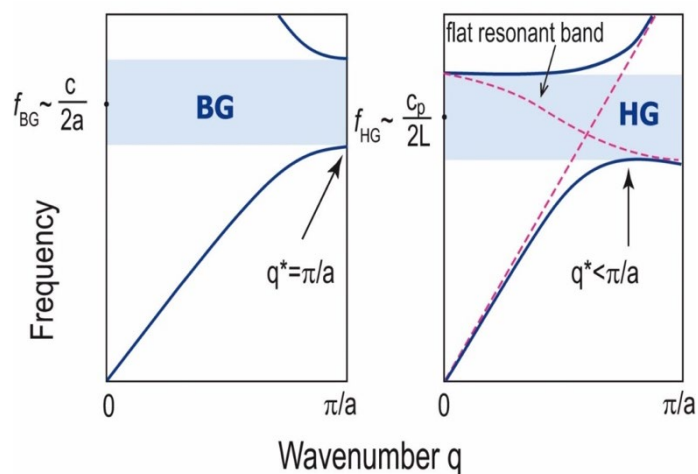 flat resonant band
f_BG ~ c/2a
BG
f_HG ~ c_p/2L
HG
Frequency
q*=π/a
q*<π/a
0
π/a
0
π/a
Wavenumber q